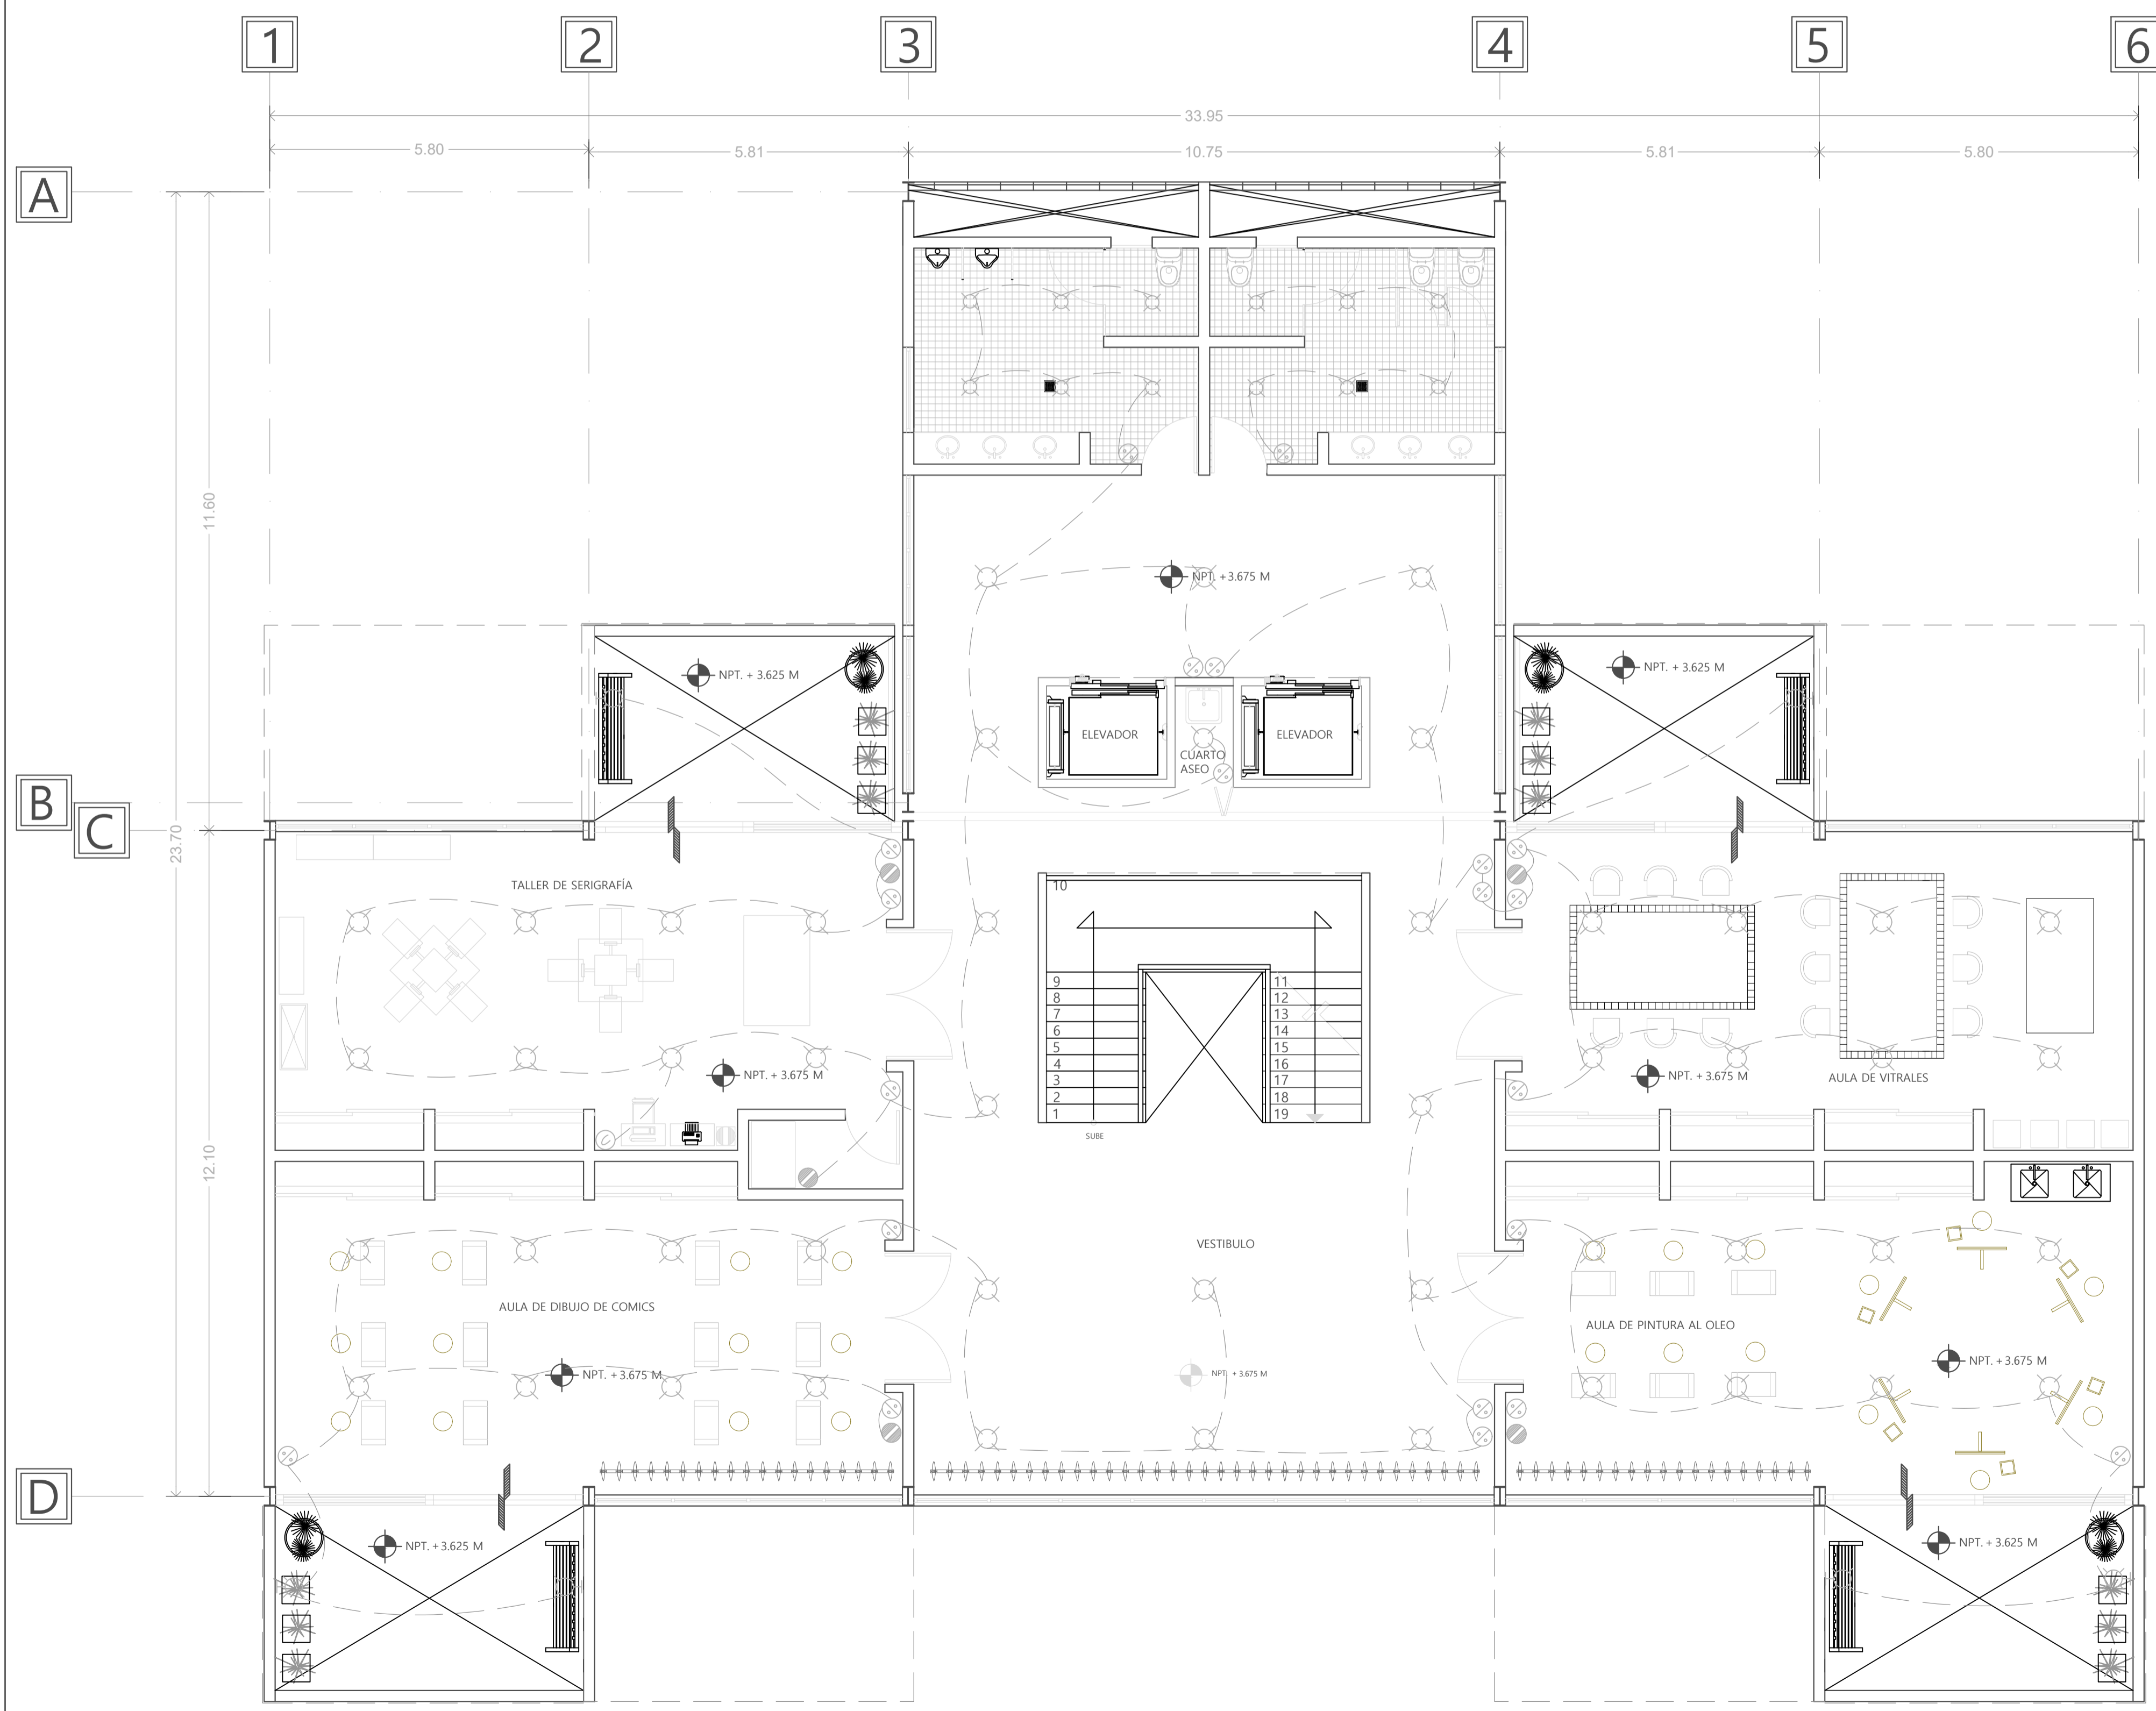 1
2
3
4
5
6
33.95
5.80
5.81
10.75
5.81
5.80
A
11.60
NPT. +3.675 M
NPT. + 3.625 M
NPT. + 3.625 M
ELEVADOR
ELEVADOR
CUARTO
ASEO
B
C
23.70
TALLER DE SERIGRAFÍA
10
9
8
7
6
5
4
3
2
1
11
12
13
14
15
16
17
18
19
SUBE
NPT. + 3.675 M
NPT. + 3.675 M
AULA DE VITRALES
12.10
VESTIBULO
AULA DE DIBUJO DE COMICS
AULA DE PINTURA AL OLEO
NPT. +3.675 M
NPT. + 3.675 M
NPT. +3.675 M
D
NPT. +3.625 M
NPT. + 3.625 M